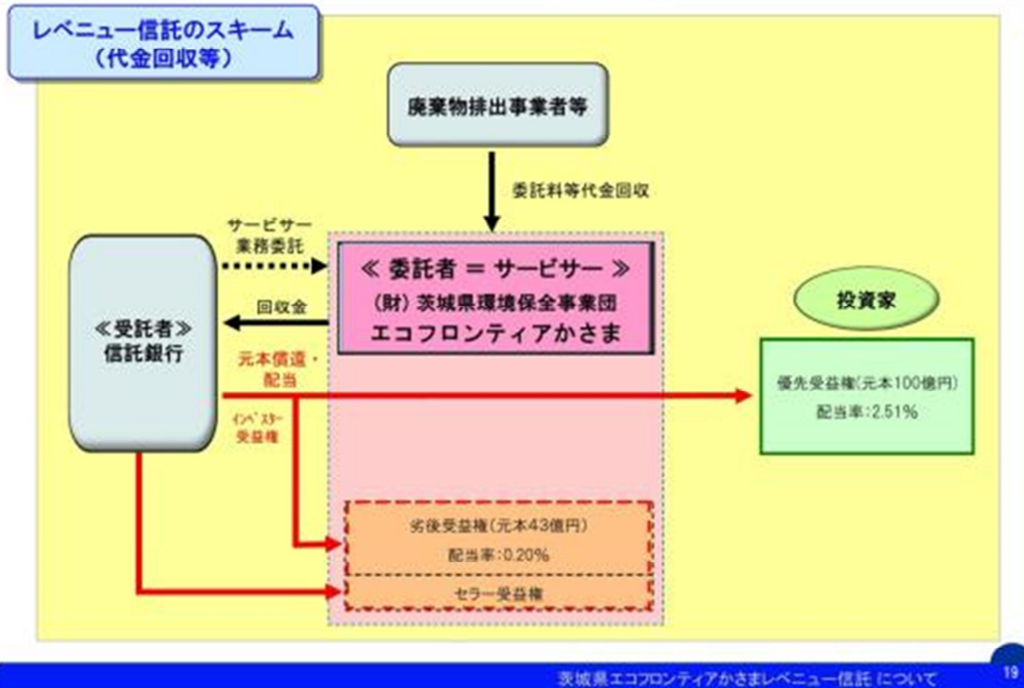 レベニュー信託のスキーム
（代金回収等）
廃棄物排出事業者等
委託料等代金回収
サービサー
業務委託
≪ 委託者 ＝ サービサー ≫
（財）茨城県環境保全事業団
エコフロンティアかさま
回収金
≪受託者≫
信託銀行
投資家
元本償還・
配当
優先受益権（元本100億円）
配当率：2.51％
ｲﾝﾍﾞｽﾀｰ
受益権
劣後受益権（元本43億円）
配当率：0.20％
セラー受益権
茨城県エコフロンティアかさまレベニュー信託 について
19